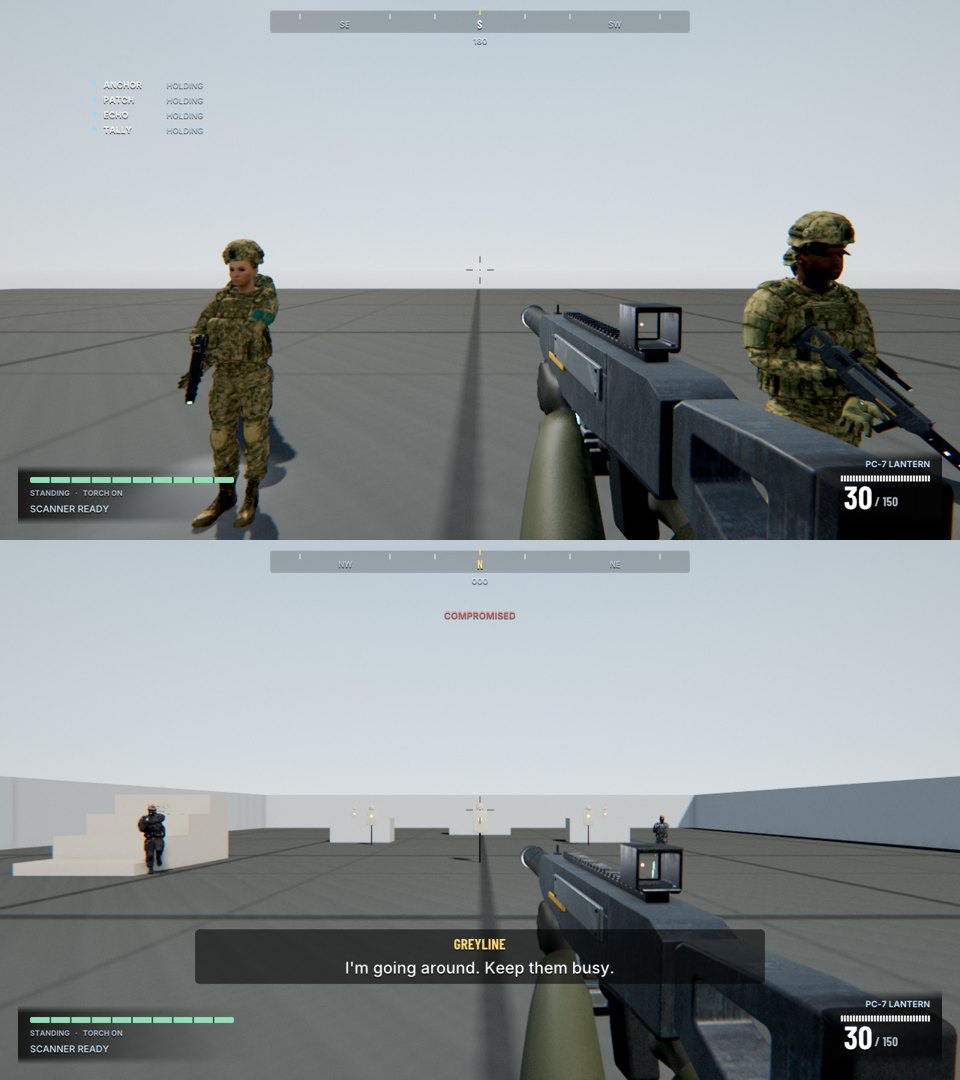 SE S SW
180
ANCHOR HOLDING
PATCH HOLDING
ECHO HOLDING
TALLY HOLDING
PC-7 LANTERN
30 / 150
STANDING · TORCH ON
SCANNER READY
NW N NE
000
COMPROMISED
GREYLINE
I'm going around. Keep them busy.
PC-7 LANTERN
30 / 150
STANDING · TORCH ON
SCANNER READY